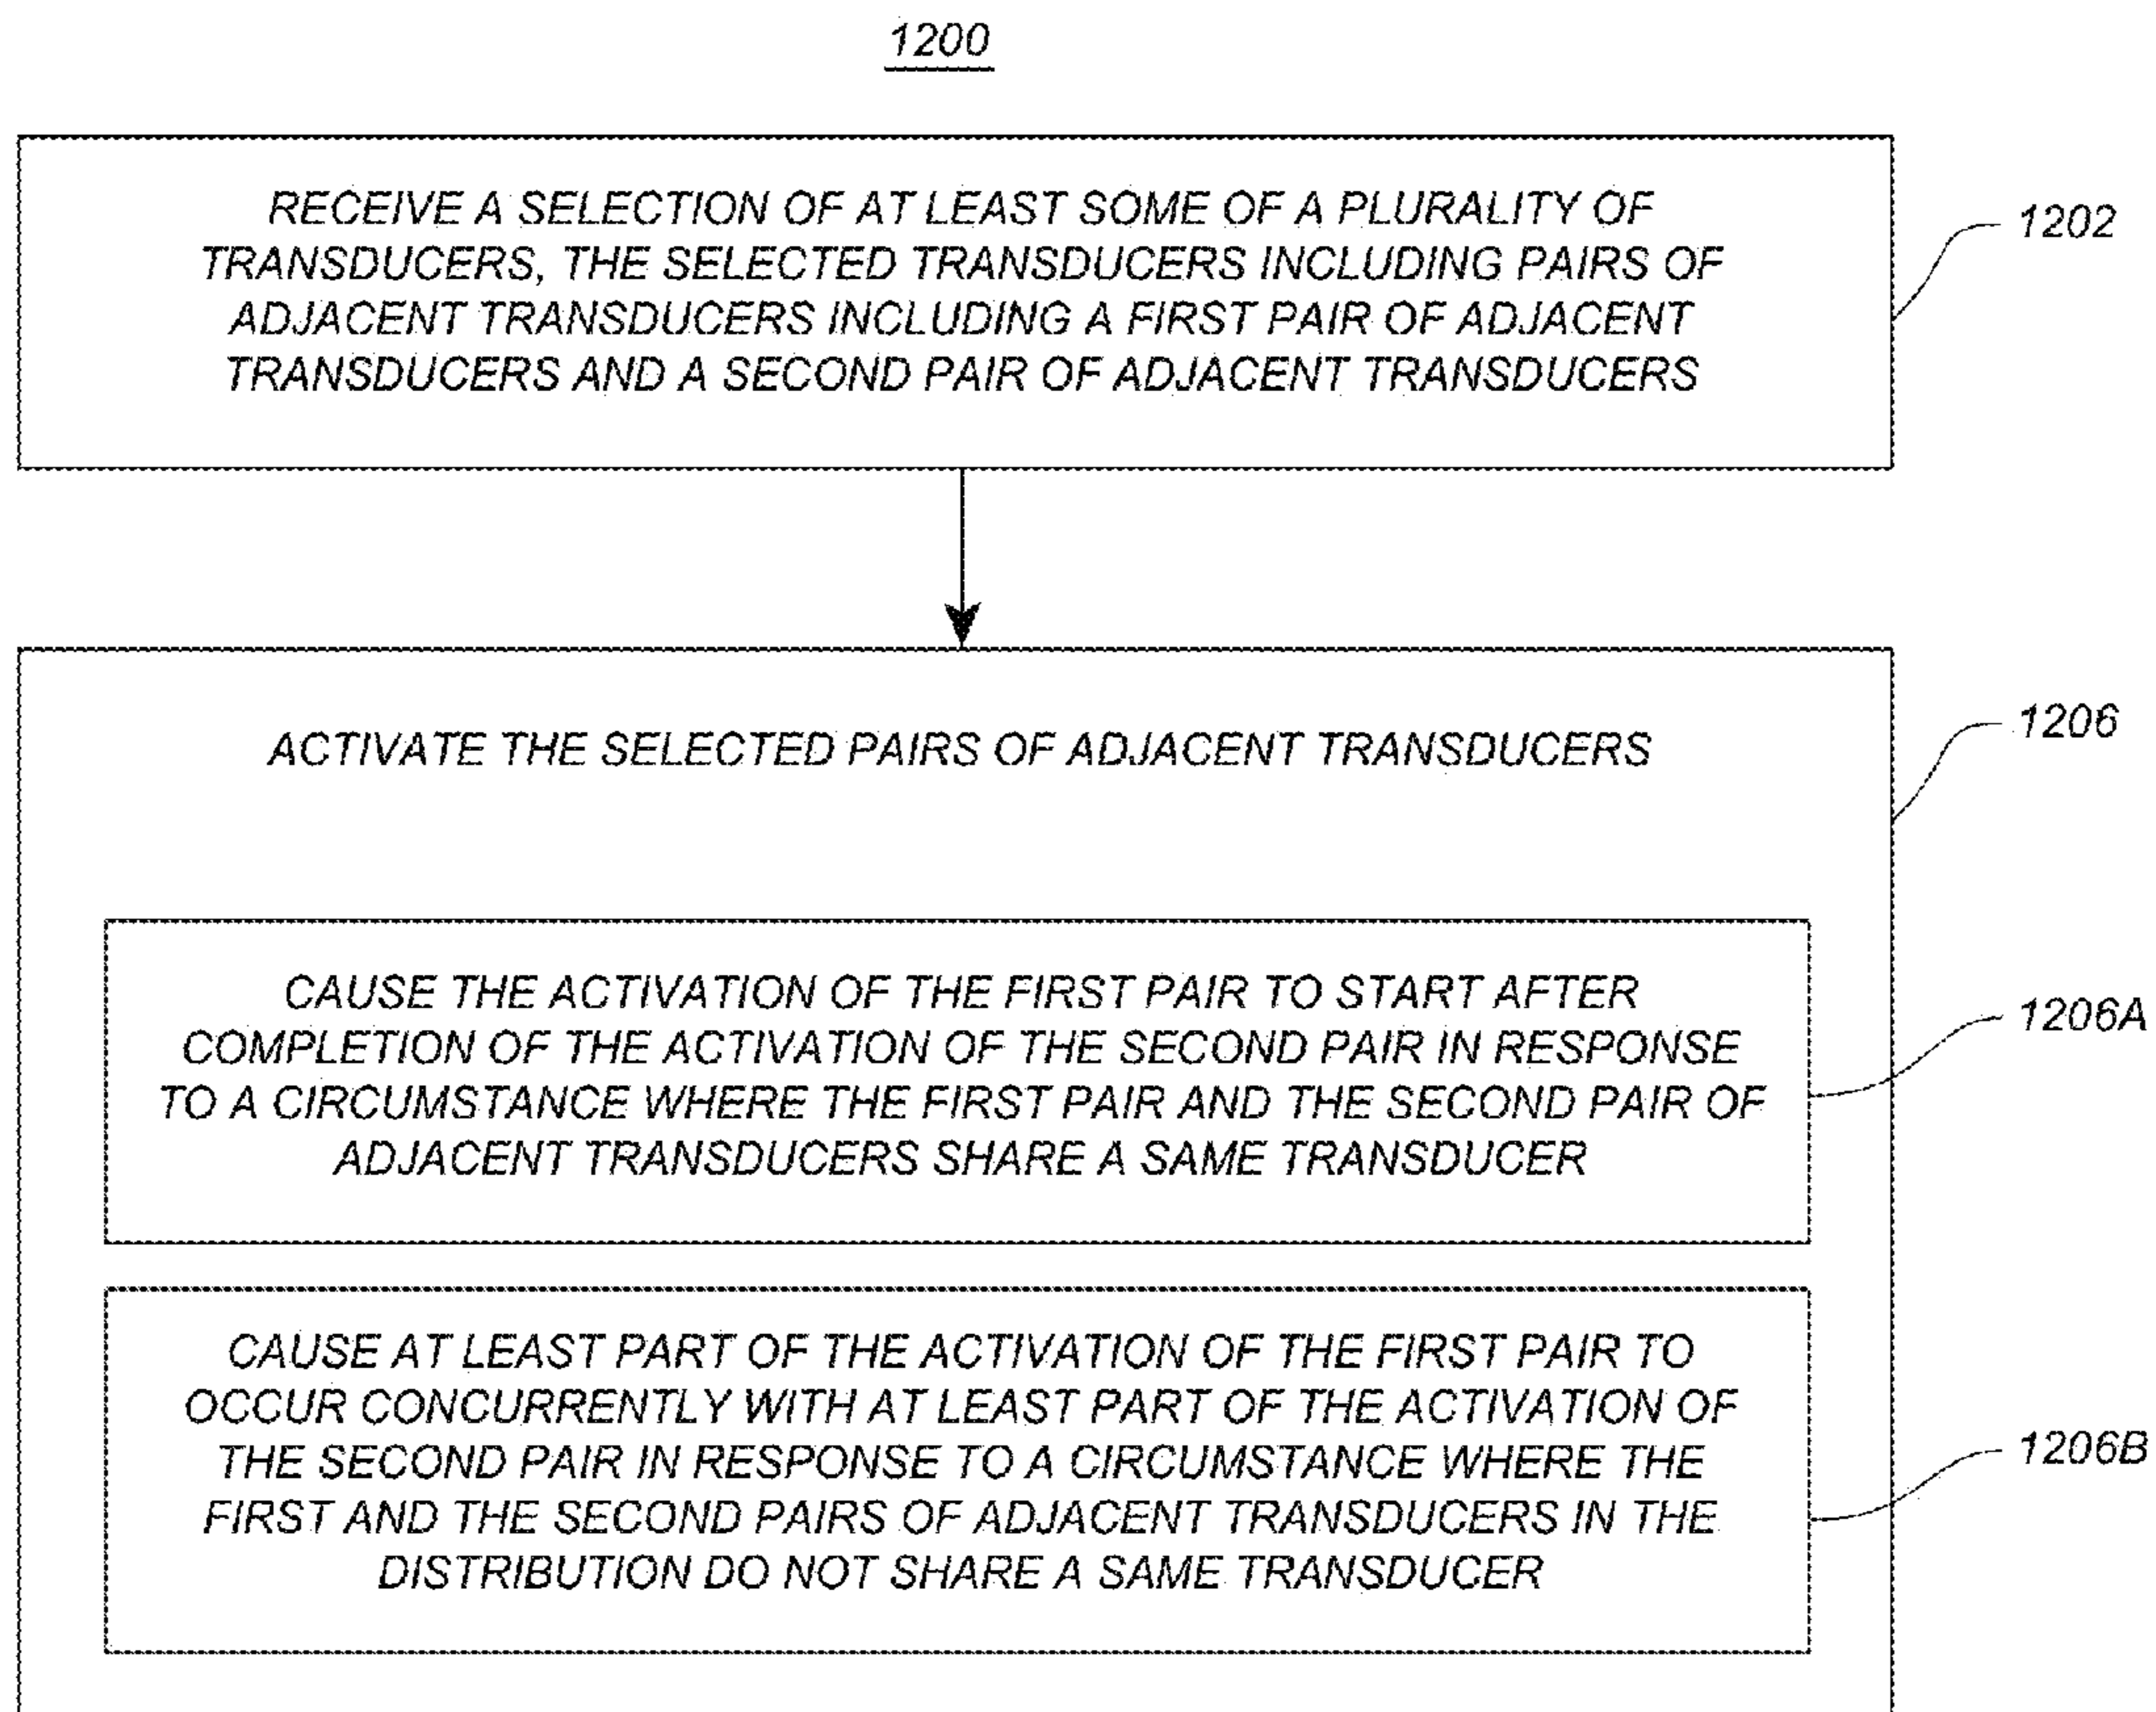 1200
RECEIVE A SELECTION OF AT LEAST SOME OF A PLURALITY OF
TRANSDUCERS, THE SELECTED TRANSDUCERS INCLUDING PAIRS OF
ADJACENT TRANSDUCERS INCLUDING A FIRST PAIR OF ADJACENT
TRANSDUCERS AND A SECOND PAIR OF ADJACENT TRANSDUCERS
1202
ACTIVATE THE SELECTED PAIRS OF ADJACENT TRANSDUCERS
1206
CAUSE THE ACTIVATION OF THE FIRST PAIR TO START AFTER
COMPLETION OF THE ACTIVATION OF THE SECOND PAIR IN RESPONSE
TO A CIRCUMSTANCE WHERE THE FIRST PAIR AND THE SECOND PAIR OF
ADJACENT TRANSDUCERS SHARE A SAME TRANSDUCER
1206A
CAUSE AT LEAST PART OF THE ACTIVATION OF THE FIRST PAIR TO
OCCUR CONCURRENTLY WITH AT LEAST PART OF THE ACTIVATION OF
THE SECOND PAIR IN RESPONSE TO A CIRCUMSTANCE WHERE THE
FIRST AND THE SECOND PAIRS OF ADJACENT TRANSDUCERS IN THE
DISTRIBUTION DO NOT SHARE A SAME TRANSDUCER
1206B